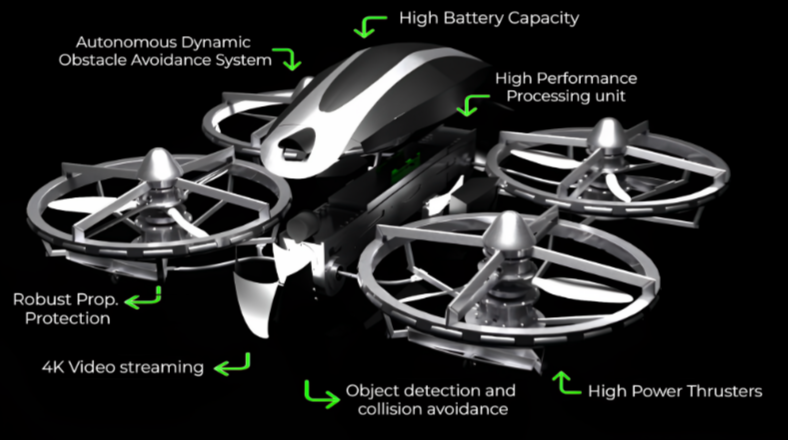 High Battery Capacity
Autonomous Dynamic
Obstacle Avoidance System
High Performance
Processing unit
Robust Prop.
Protection
4K Video streaming
Object detection and
collision avoidance
High Power Thrusters